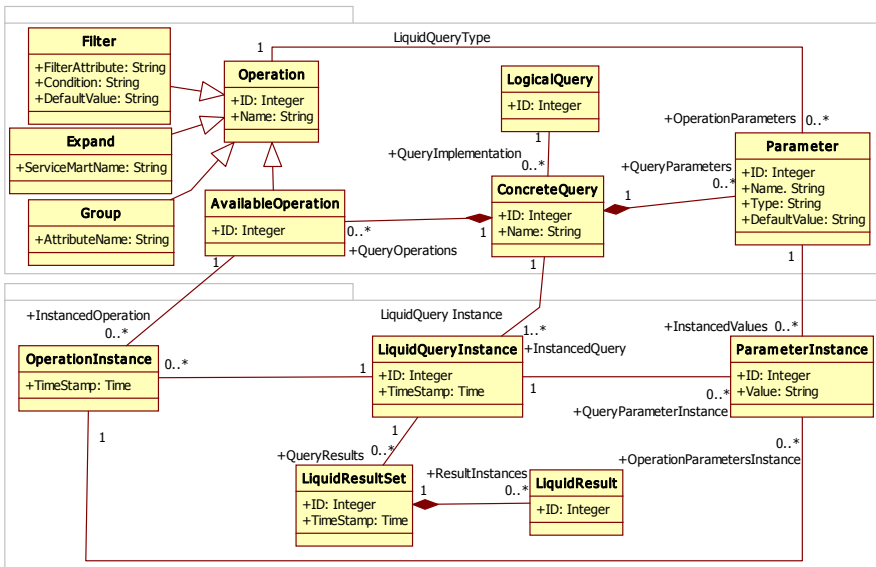 LiquidQueryType
Filter
+FilterAttribute: String
+Condition: String
+DefaultValue: String
1
Operation
+ID: Integer
+Name: String
LogicalQuery
+ID: Integer
1
+OperationParameters
0..*
Expand
+ServiceMartName: String
+QueryImplementation
0..*
+QueryParameters
0..*
1
Parameter
+ID: Integer
+Name: String
+Type: String
+DefaultValue: String
Group
+AttributeName: String
AvailableOperation
+ID: Integer
0..*
+QueryOperations
1
ConcreteQuery
+ID: Integer
+Name: String
1
1
1
+InstancedOperation
0..*
LiquidQuery Instance
1..*
+InstancedQuery
+InstancedValues
0..*
OperationInstance
+TimeStamp: Time
0..*
1
LiquidQueryInstance
+ID: Integer
+TimeStamp: Time
1
0..*
+QueryParameterInstance
ParameterInstance
+ID: Integer
+Value: String
1
1
+QueryResults
0..*
0..*
+OperationParametersInstance
LiquidResultSet
+ID: Integer
+TimeStamp: Time
+ResultInstances
1
0..*
LiquidResult
+ID: Integer